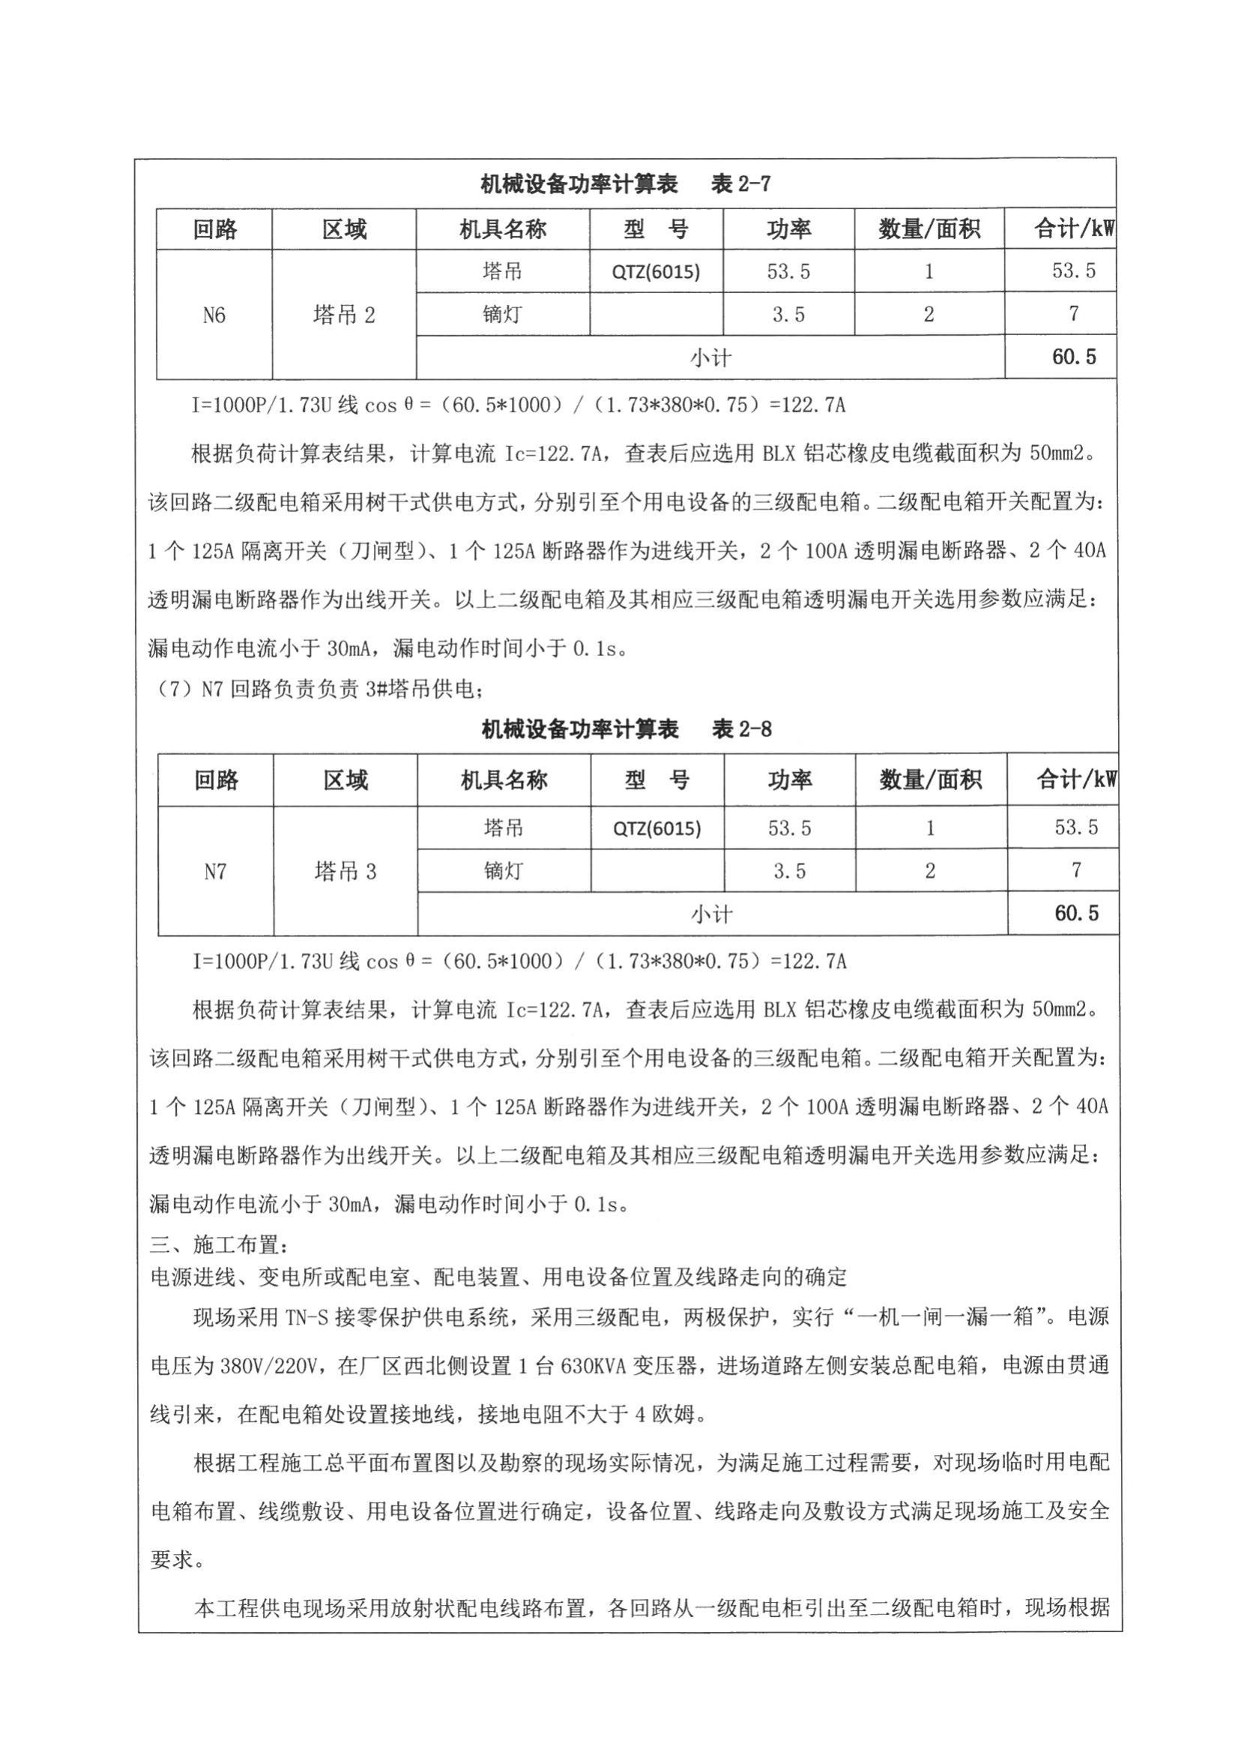 机械设备功率计算表 表 2-7
回路 区域 机具名称 型 号 功率 数量/面积 合计/kW
N6 塔吊 2 塔吊 QTZ(6015) 53.5 1 53.5
镝灯 3.5 2 7
小计 60.5
I=1000P/1.73U 线 cos θ =（60.5*1000）/（1.73*380*0.75）=122.7A
根据负荷计算表结果，计算电流 Ic=122.7A，查表后应选用 BLX 铝芯橡皮电缆截面积为 50mm2。
该回路二级配电箱采用树干式供电方式，分别引至个用电设备的三级配电箱。二级配电箱开关配置为：
1 个 125A 隔离开关（刀闸型）、1 个 125A 断路器作为进线开关，2 个 100A 透明漏电断路器、2 个 40A
透明漏电断路器作为出线开关。以上二级配电箱及其相应三级配电箱透明漏电开关选用参数应满足：
漏电动作电流小于 30mA，漏电动作时间小于 0.1s。
（7）N7 回路负责负责 3#塔吊供电；
机械设备功率计算表 表 2-8
回路 区域 机具名称 型 号 功率 数量/面积 合计/kW
N7 塔吊 3 塔吊 QTZ(6015) 53.5 1 53.5
镝灯 3.5 2 7
小计 60.5
I=1000P/1.73U 线 cos θ =（60.5*1000）/（1.73*380*0.75）=122.7A
根据负荷计算表结果，计算电流 Ic=122.7A，查表后应选用 BLX 铝芯橡皮电缆截面积为 50mm2。
该回路二级配电箱采用树干式供电方式，分别引至个用电设备的三级配电箱。二级配电箱开关配置为：
1 个 125A 隔离开关（刀闸型）、1 个 125A 断路器作为进线开关，2 个 100A 透明漏电断路器、2 个 40A
透明漏电断路器作为出线开关。以上二级配电箱及其相应三级配电箱透明漏电开关选用参数应满足：
漏电动作电流小于 30mA，漏电动作时间小于 0.1s。
三、施工布置：
电源进线、变电所或配电室、配电装置、用电设备位置及线路走向的确定
现场采用 TN-S 接零保护供电系统，采用三级配电，两极保护，实行“一机一闸一漏一箱”。电源
电压为 380V/220V，在厂区西北侧设置 1 台 630KVA 变压器，进场道路左侧安装总配电箱，电源由贯通
线引来，在配电箱处设置接地线，接地电阻不大于 4 欧姆。
根据工程施工总平面布置图以及勘察的现场实际情况，为满足施工过程需要，对现场临时用电配
电箱布置、线缆敷设、用电设备位置进行确定，设备位置、线路走向及敷设方式满足现场施工及安全
要求。
本工程供电现场采用放射状配电线路布置，各回路从一级配电柜引出至二级配电箱时，现场根据